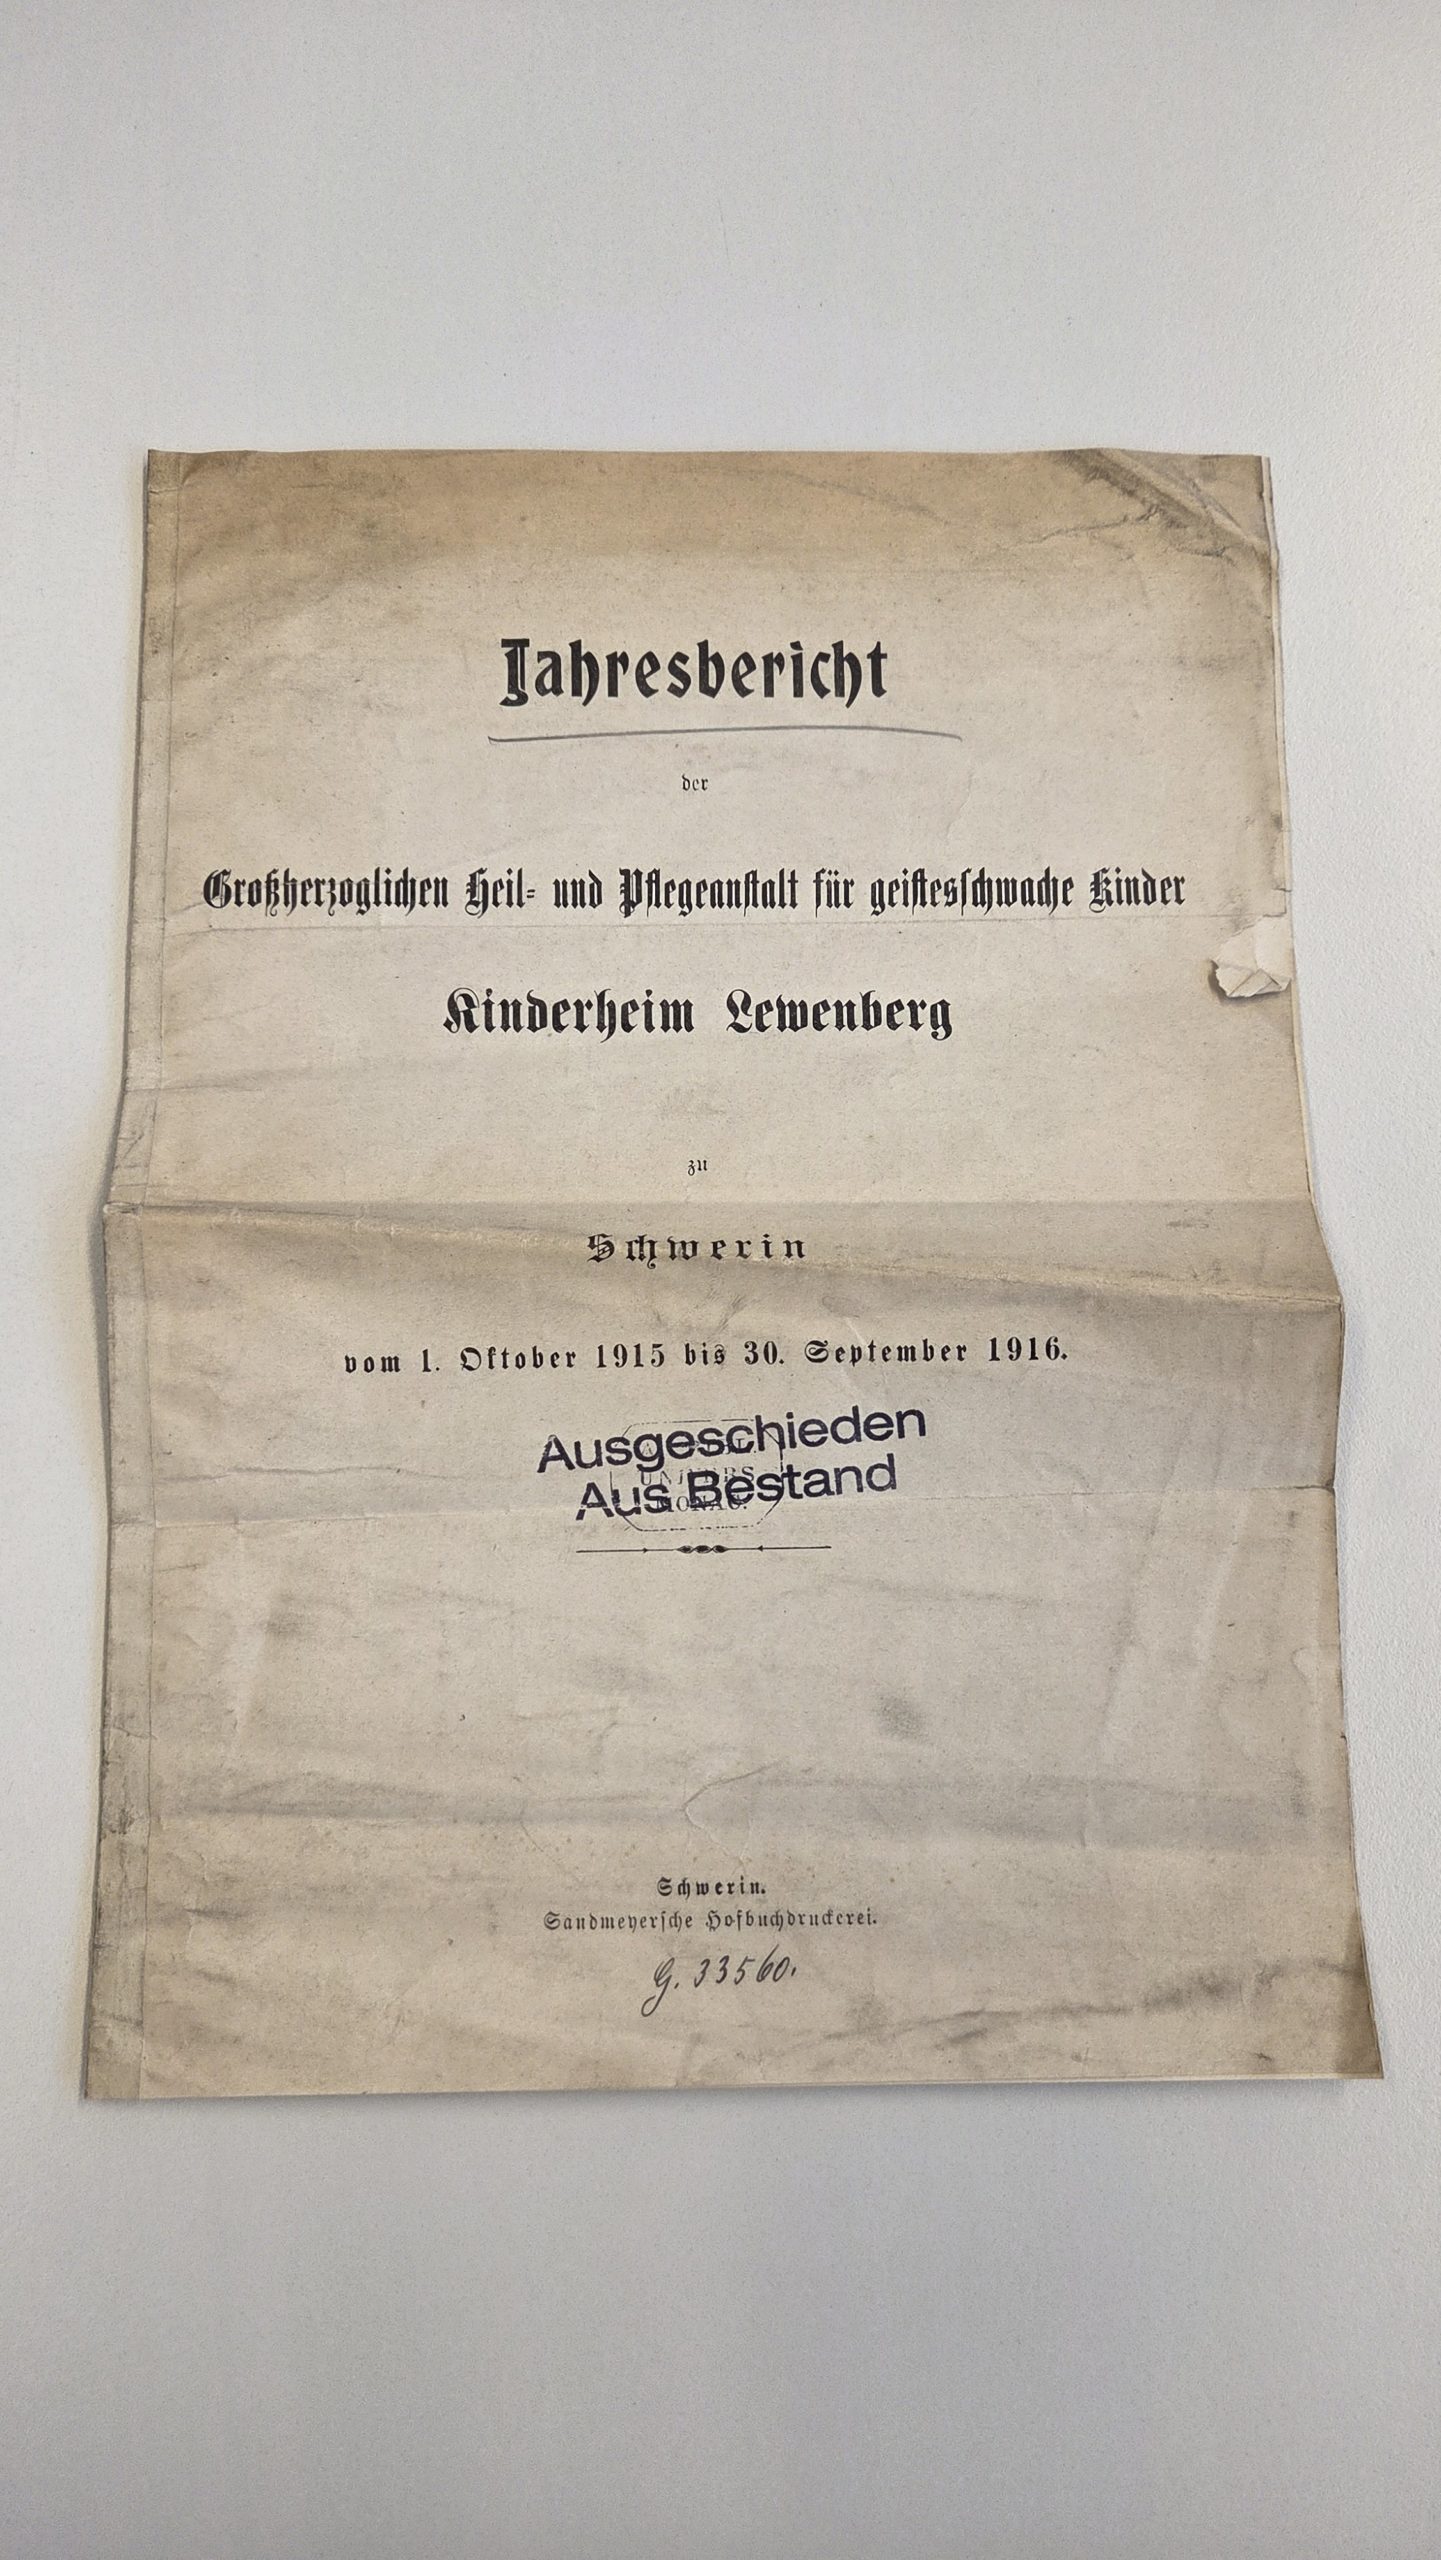 Jahresbericht
der
Großherzoglichen Heil- und Pflegeanstalt für geistesschwache Kinder
Kinderheim Lewenberg
zu
Schwerin
vom 1. Oktober 1915 bis 30. September 1916.
Ausgeschieden
Aus Bestand
Schwerin.
Sandmeyersche Hofbuchdruckerei.
G. 33560.